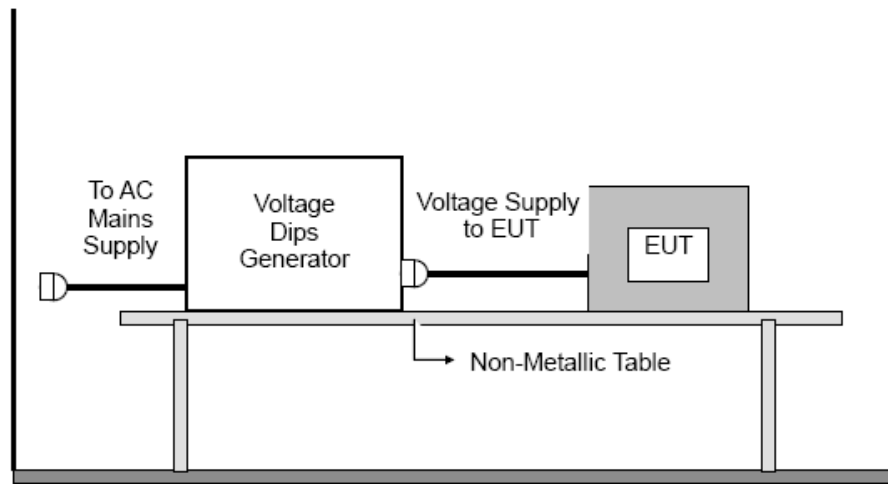 To AC
Mains
Supply
Voltage
Dips
Generator
Voltage Supply
to EUT
EUT
Non-Metallic Table